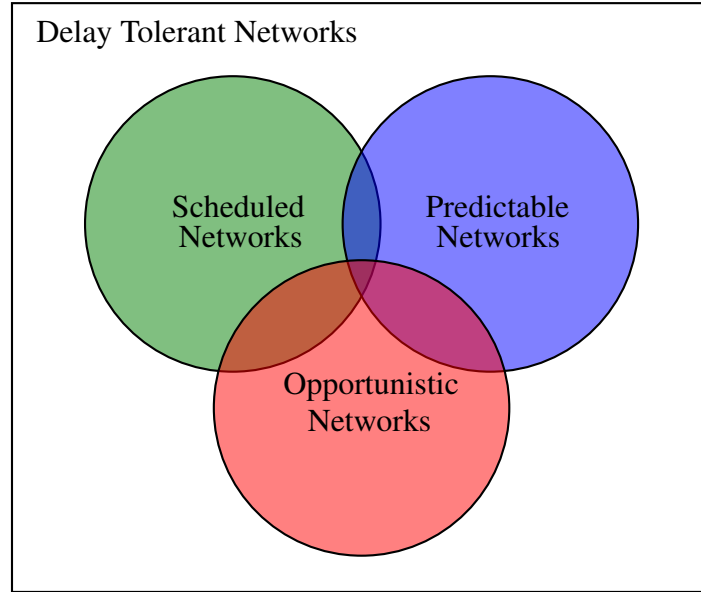 Delay Tolerant Networks
Scheduled
Networks
Predictable
Networks
Opportunistic
Networks